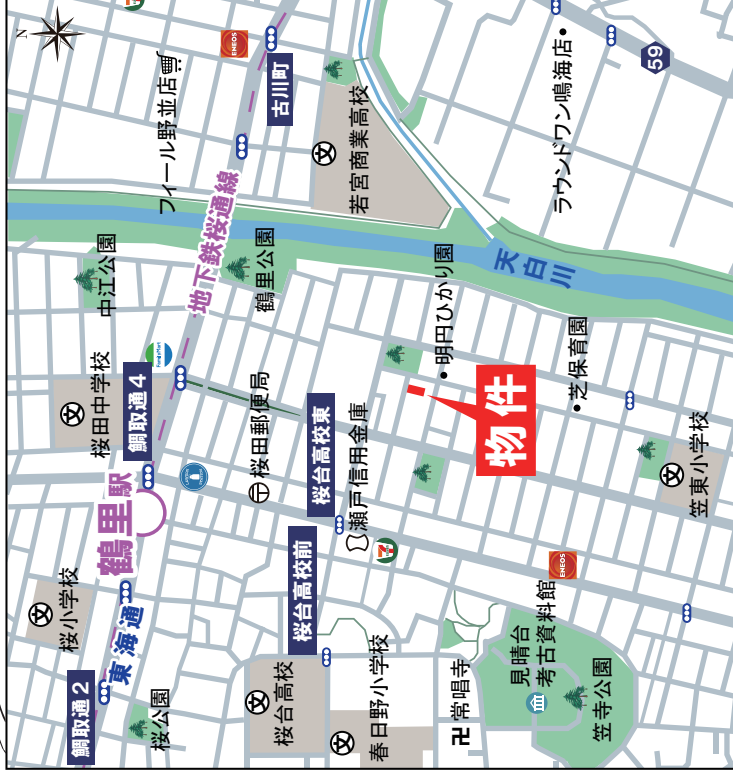 鯛取通2
東海通
桜小学校
鶴里駅
桜田中学校
鯛取通4
FamilyMart
中江公園
フィール野並店
ENEOS
N
桜公園
地下鉄桜通線
古川町
桜台高校
桜台高校前
桜田郵便局
鶴里公園
桜台高校東
若宮商業高校
春日野小学校
瀬戸信用金庫
常唱寺
明円ひかり園
物件
天白川
見晴台
考古資料館
ENEOS
芝保育園
ラウンドワン鳴海店
笠寺公園
笠東小学校
59